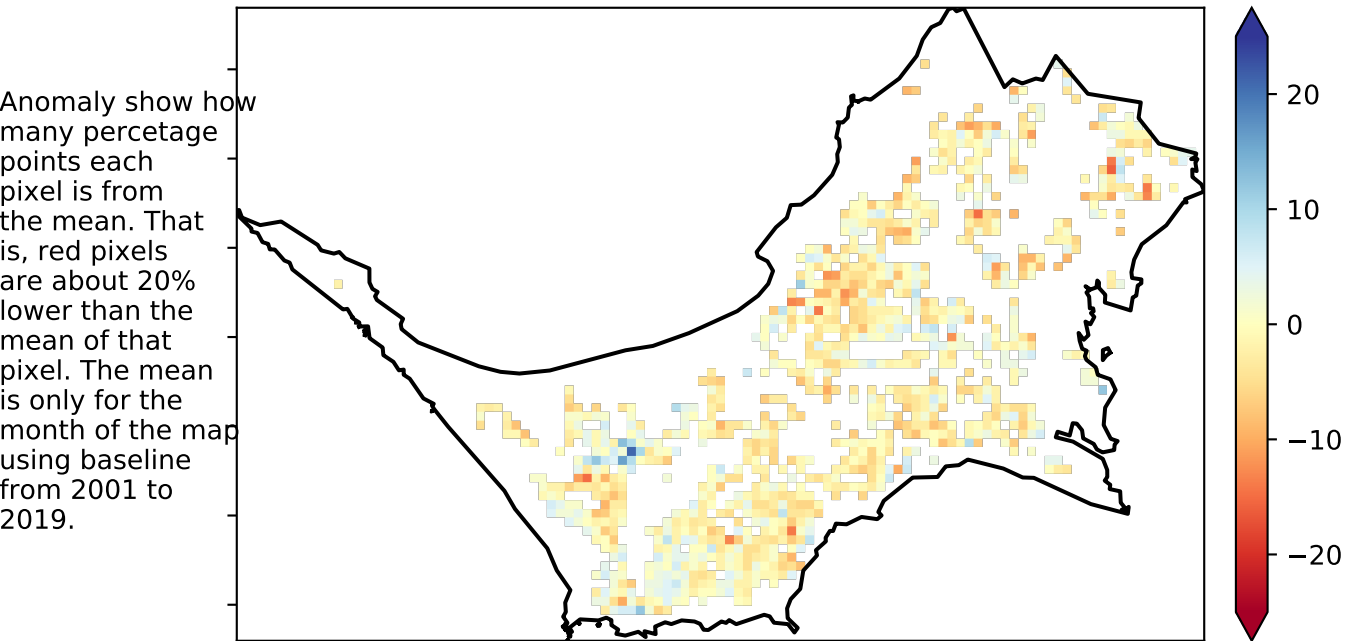 Anomaly show how
many percetage
points each
pixel is from
the mean. That
is, red pixels
are about 20%
lower than the
mean of that
pixel. The mean
is only for the
month of the map
using baseline
from 2001 to
2019.
20
10
0
−10
−20